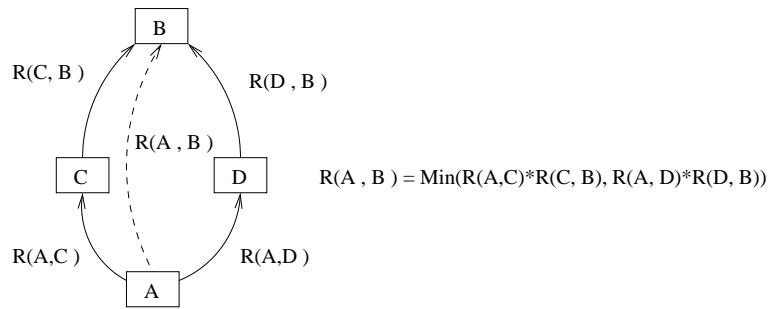 B
R(C, B )
R(D , B )
R(A , B )
C
D
R(A , B ) = Min(R(A,C)*R(C, B), R(A, D)*R(D, B))
R(A,C )
R(A,D )
A